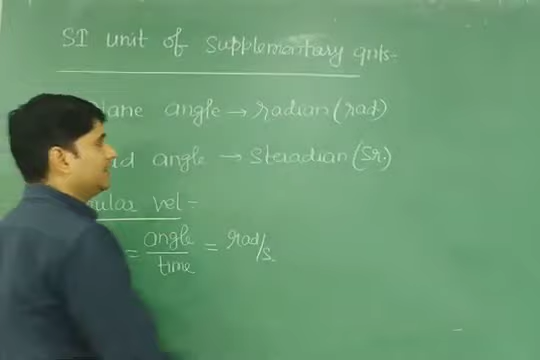 SI unit of Supplementary qnts:-
lane angle → radian (rad)
d angle → Steradian (Sr.)
ular vel :-
= angle/time = rad/s.